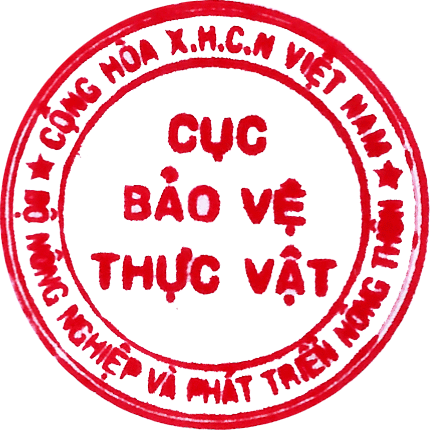 CỘNG HÒA X.H.C.N VIỆT NAM
CỤC
BẢO VỆ
THỰC VẬT
BỘ NÔNG NGHIỆP VÀ PHÁT TRIỂN NÔNG THÔN